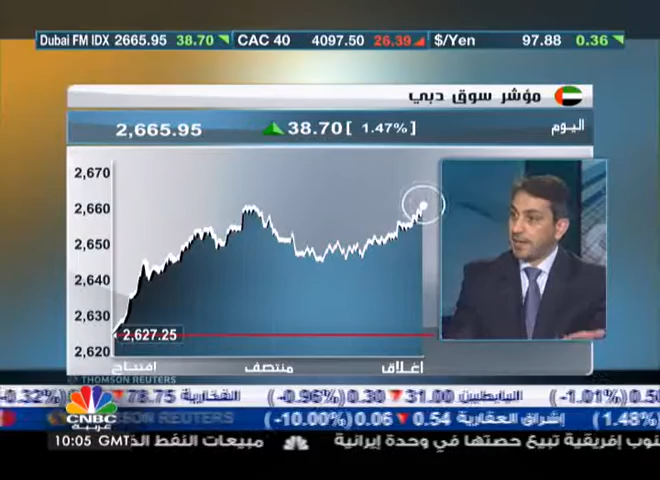 Dubai FM IDX 2665.95 38.70 CAC 40 4097.50 26.39 $/Yen 97.88 0.36
مؤشر سوق دبي
2,665.95 38.70[ 1.47%] اليوم
2,670
2,660
2,650
2,640
2,630
2,627.25
2,620
افتتاح منتصف إغلاق
THOMSON REUTERS
-0.32%) 78.75 العقارية (-0.96%) 0.30 31.00 (-1.01%) 0.50
CNBC
عربية
REUTERS (-10.00%) 0.06 0.54 إشراق العقارية (1.48%)
10:05 GMT
مبيعات النفط الخ
نوب إفريقية تبيع حصتها في وحدة إيرانية